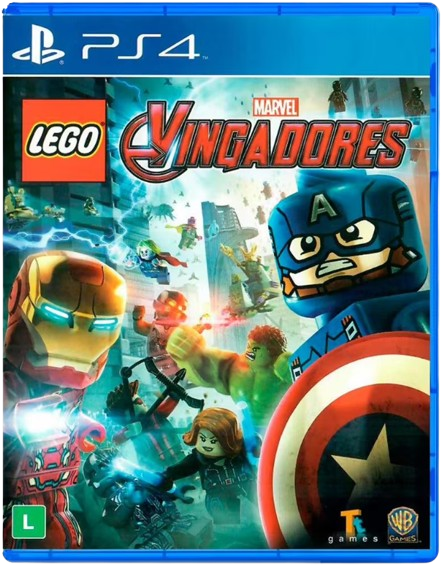 PS4
LEGO
MARVEL
VINGADORES
A
L
Tt
games
WB
GAMES